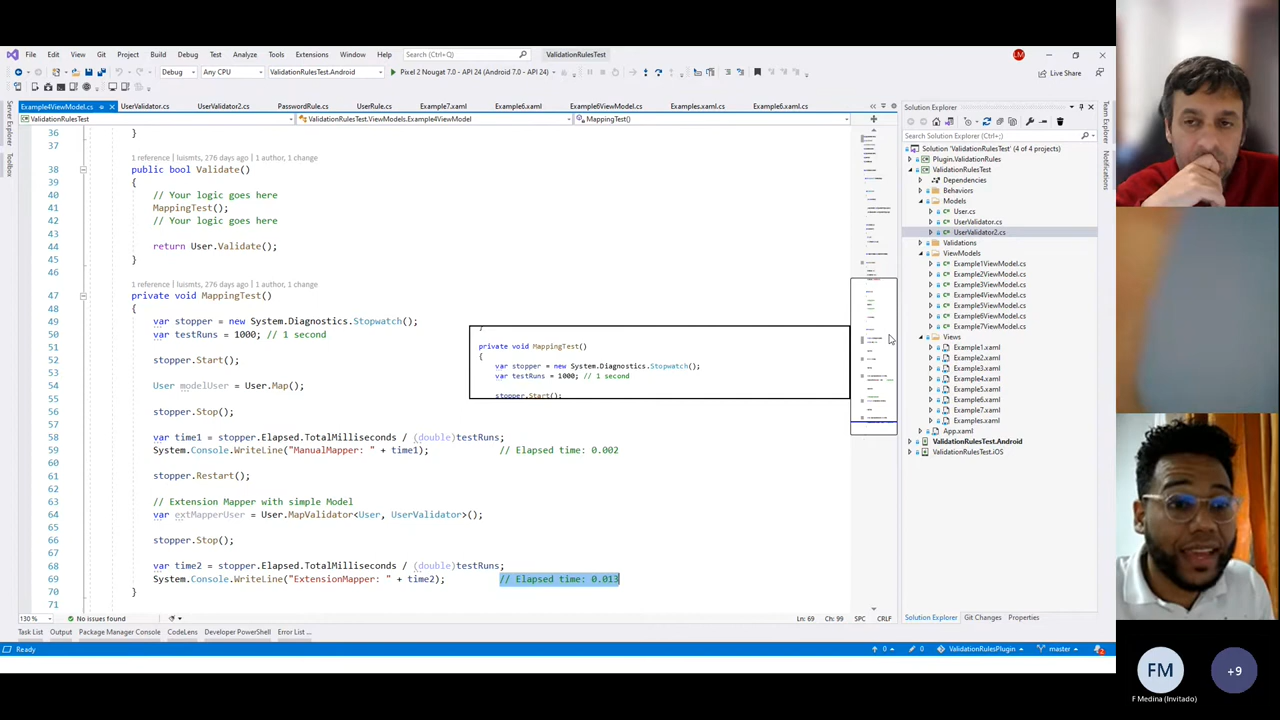 File Edit View Git Project Build Debug Test Analyze Tools Extensions Window Help Search (Ctrl+Q) ValidationRulesTest LM
Debug Any CPU ValidationRulesTest.Android Pixel 2 Nougat 7.0 - API 24 (Android 7.0 - API 24) Live Share
Example4ViewModel.cs UserValidator.cs UserValidator2.cs PasswordRule.cs UserRule.cs Example7.xaml Example6.xaml Example6ViewModel.cs Examples.xaml.cs Example6.xaml.cs
ValidationRulesTest ValidationRulesTest.ViewModels.Example4ViewModel MappingTest()
Server Explorer
Toolbox
36 }
37
1 reference | luismts, 276 days ago | 1 author, 1 change
38 public bool Validate()
39 {
40 // Your logic goes here
41 MappingTest();
42 // Your logic goes here
43
44 return User.Validate();
45 }
46
1 reference | luismts, 276 days ago | 1 author, 1 change
47 private void MappingTest()
48 {
49 var stopper = new System.Diagnostics.Stopwatch();
50 var testRuns = 1000; // 1 second
51
52 stopper.Start();
53
54 User modelUser = User.Map();
55
56 stopper.Stop();
57
58 var time1 = stopper.Elapsed.TotalMilliseconds / (double)testRuns;
59 System.Console.WriteLine("ManualMapper: " + time1); // Elapsed time: 0.002
60
61 stopper.Restart();
62
63 // Extension Mapper with simple Model
64 var extMapperUser = User.MapValidator<User, UserValidator>();
65
66 stopper.Stop();
67
68 var time2 = stopper.Elapsed.TotalMilliseconds / (double)testRuns;
69 System.Console.WriteLine("ExtensionMapper: " + time2); // Elapsed time: 0.013
70 }
71
private void MappingTest()
{
var stopper = new System.Diagnostics.Stopwatch();
var testRuns = 1000; // 1 second
stopper.Start();
130 % No issues found Ln: 69 Ch: 99 SPC CRLF
Task List Output Package Manager Console CodeLens Developer PowerShell Error List ...
Ready 0 0 ValidationRulesPlugin master 2
Solution Explorer
Search Solution Explorer (Ctrl+;)
Solution 'ValidationRulesTest' (4 of 4 projects)
Plugin.ValidationRules
ValidationRulesTest
Dependencies
Behaviors
Models
User.cs
UserValidator.cs
UserValidator2.cs
Validations
ViewModels
Example1ViewModel.cs
Example2ViewModel.cs
Example3ViewModel.cs
Example4ViewModel.cs
Example5ViewModel.cs
Example6ViewModel.cs
Example7ViewModel.cs
Views
Example1.xaml
Example2.xaml
Example3.xaml
Example4.xaml
Example5.xaml
Example6.xaml
Example7.xaml
Examples.xaml
App.xaml
ValidationRulesTest.Android
ValidationRulesTest.iOS
Solution Explorer Git Changes Properties
Team Explorer
Notifications
FM
F Medina (Invitado)
+9